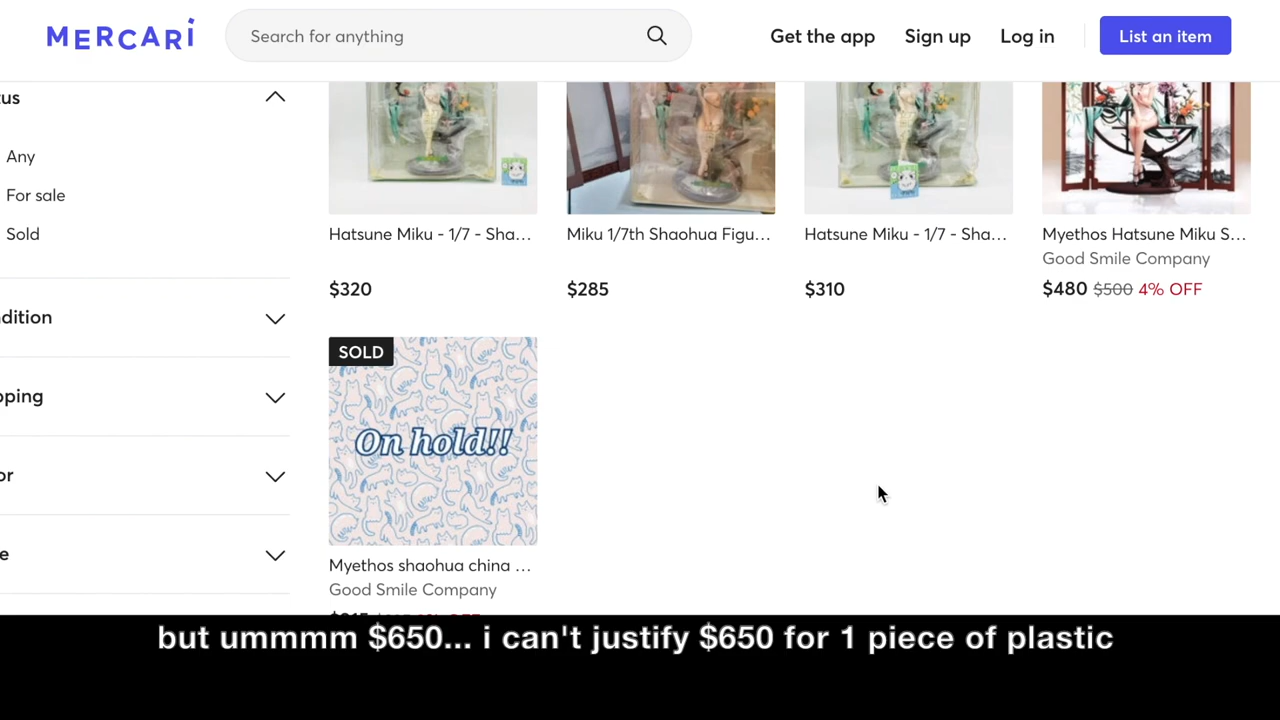 MERCARI
Search for anything
Get the app
Sign up
Log in
List an item
tus
Any
For sale
Sold
ndition
pping
or
e
Hatsune Miku - 1/7 - Sha...
$320
Miku 1/7th Shaohua Figu...
$285
Hatsune Miku - 1/7 - Sha...
$310
Myethos Hatsune Miku S...
Good Smile Company
$480 $500 4% OFF
SOLD
On hold!!
Myethos shaohua china ...
Good Smile Company
but ummmm $650... i can't justify $650 for 1 piece of plastic